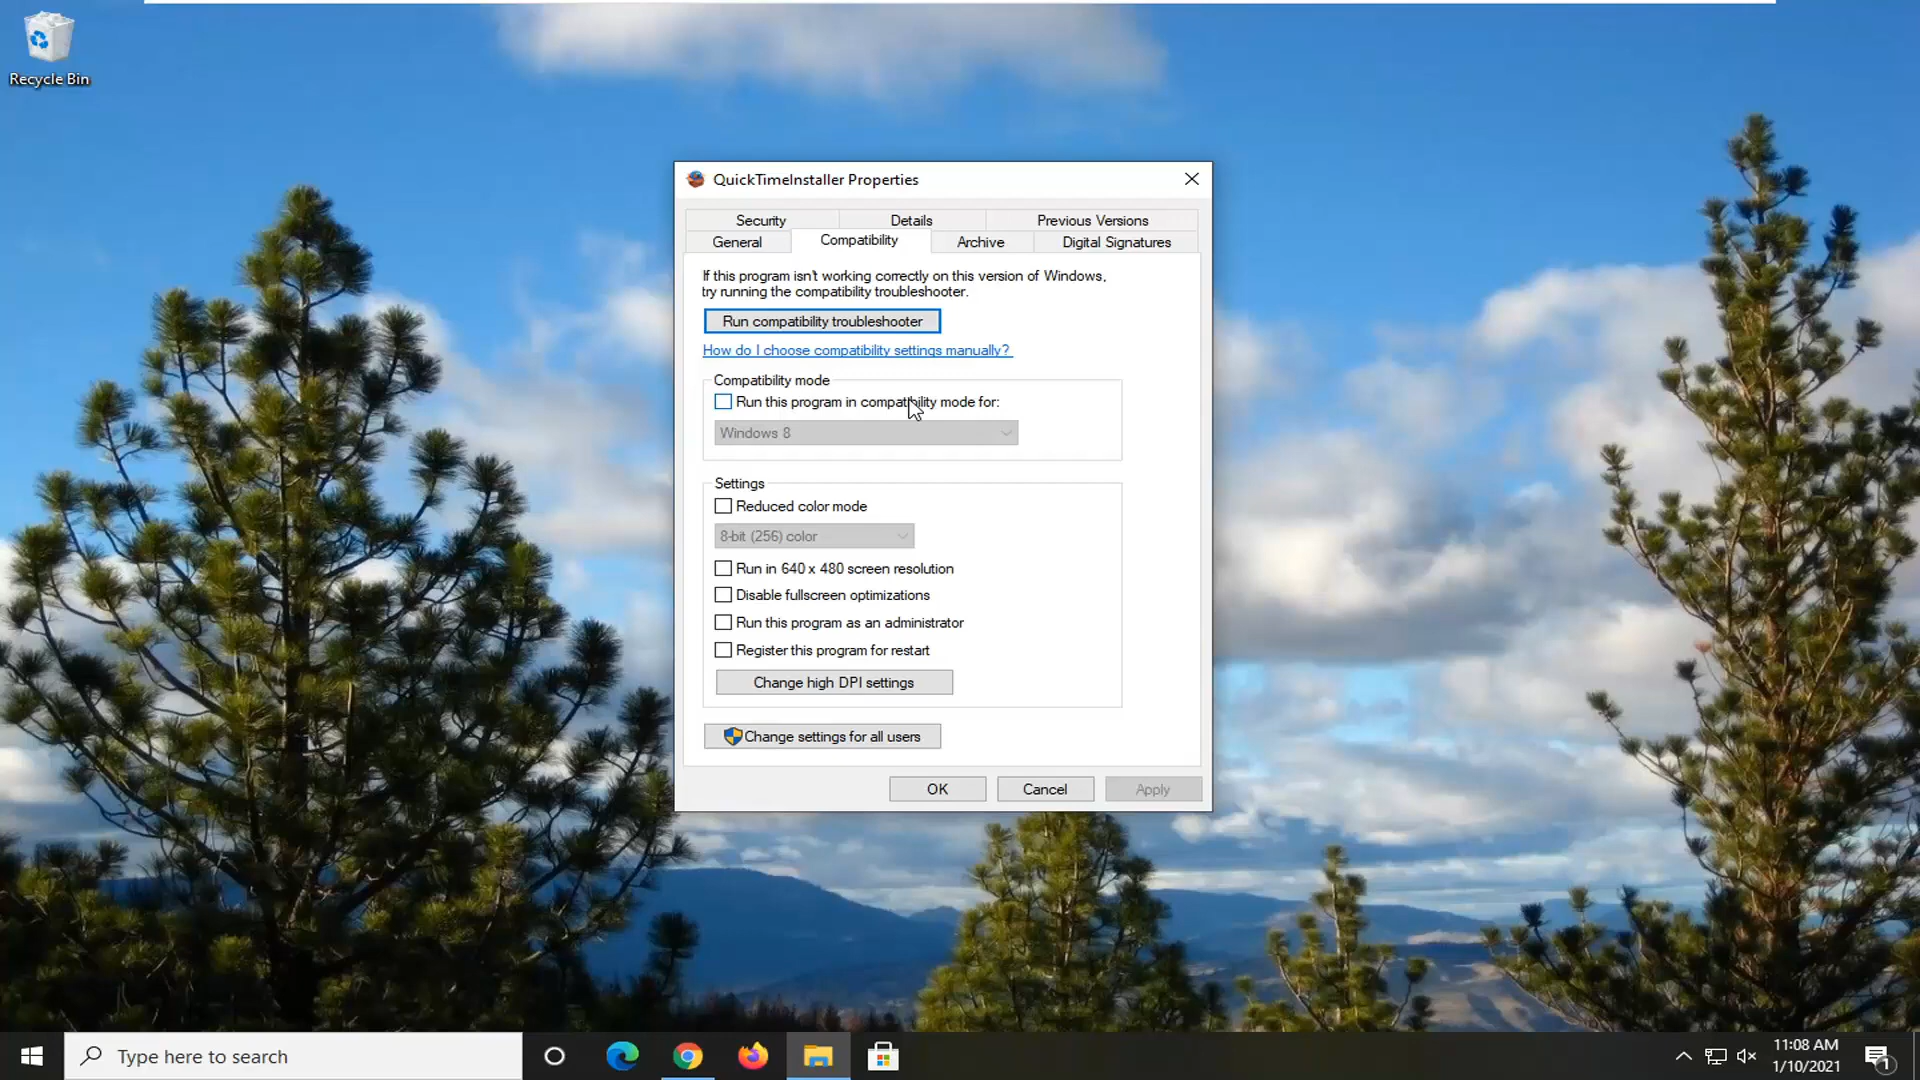 Recycle Bin
QuickTimeInstaller Properties
Security Details Previous Versions
General Compatibility Archive Digital Signatures
If this program isn't working correctly on this version of Windows,
try running the compatibility troubleshooter.
Run compatibility troubleshooter
How do I choose compatibility settings manually?
Compatibility mode
Run this program in compatibility mode for:
Windows 8
Settings
Reduced color mode
8-bit (256) color
Run in 640 x 480 screen resolution
Disable fullscreen optimizations
Run this program as an administrator
Register this program for restart
Change high DPI settings
Change settings for all users
OK Cancel Apply
Type here to search
11:08 AM
1/10/2021
1